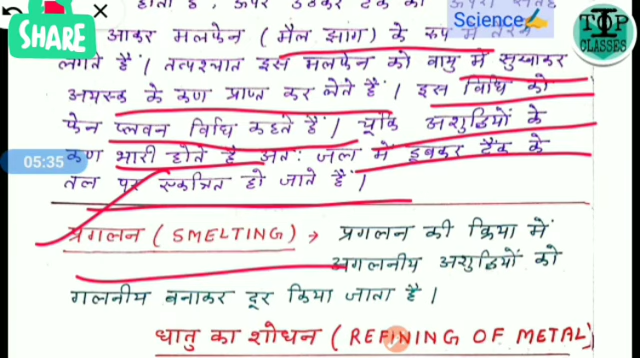 Science
SHARE
TOP
CLASSES
आकर मलफेन (मैल झाग) के रूप में तैरने
लगते हैं। तत्पश्चात इस मलफेन को वायु में सुखाकर
अयस्क के कण प्राप्त कर लेते हैं। इस विधि को
फेन प्लवन विधि कहते हैं। चूंकि अशुद्धियों के
05:35
कण भारी होते है अतः जल में डूबकर टैंक के
तल पर एकत्रित हो जाते हैं।
प्रगलन (SMELTING) → प्रगलन की क्रिया में
अगलनीय अशुद्धियों को
गलनीय बनाकर दूर किया जाता है।
धातु का शोधन (REFINING OF METAL)